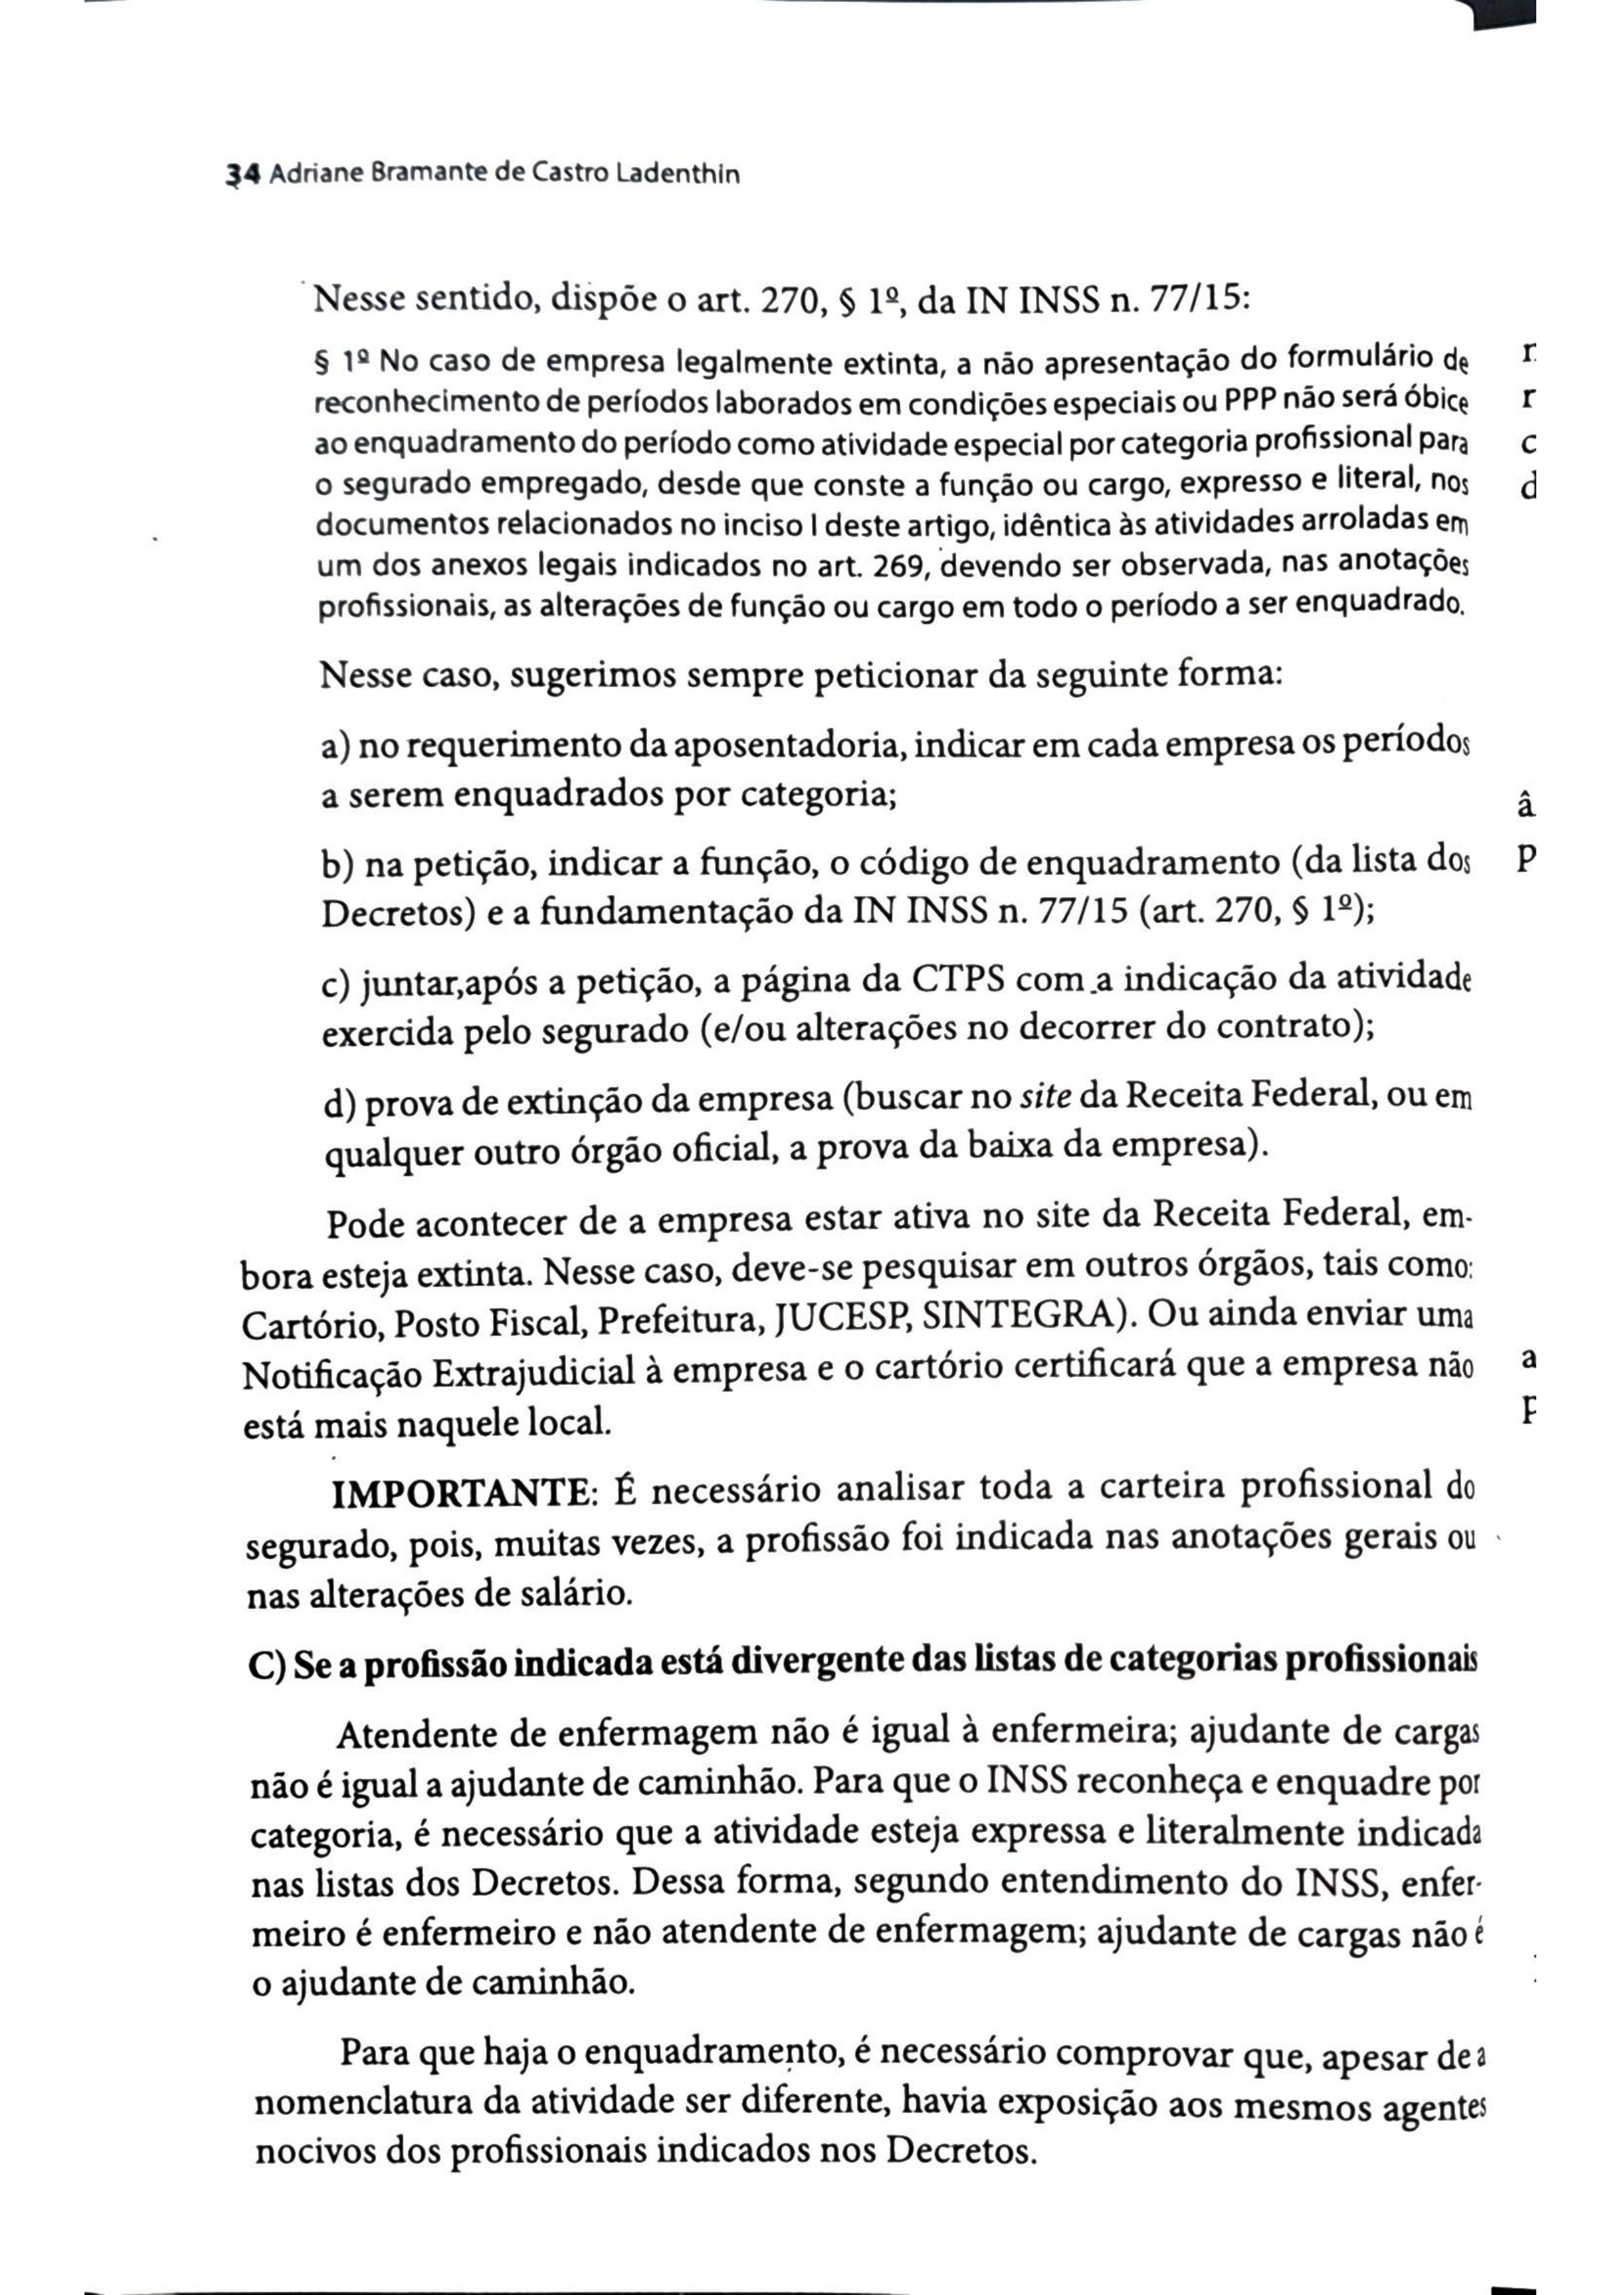 34 Adriane Bramante de Castro Ladenthin
Nesse sentido, dispõe o art. 270, § 1º, da IN INSS n. 77/15:
§ 1º No caso de empresa legalmente extinta, a não apresentação do formulário de
reconhecimento de períodos laborados em condições especiais ou PPP não será óbice
ao enquadramento do período como atividade especial por categoria profissional para
o segurado empregado, desde que conste a função ou cargo, expresso e literal, nos
documentos relacionados no inciso I deste artigo, idêntica às atividades arroladas em
um dos anexos legais indicados no art. 269, devendo ser observada, nas anotações
profissionais, as alterações de função ou cargo em todo o período a ser enquadrado.
Nesse caso, sugerimos sempre peticionar da seguinte forma:
a) no requerimento da aposentadoria, indicar em cada empresa os períodos
a serem enquadrados por categoria;
b) na petição, indicar a função, o código de enquadramento (da lista dos
Decretos) e a fundamentação da IN INSS n. 77/15 (art. 270, § 1º);
c) juntar,após a petição, a página da CTPS com a indicação da atividade
exercida pelo segurado (e/ou alterações no decorrer do contrato);
d) prova de extinção da empresa (buscar no site da Receita Federal, ou em
qualquer outro órgão oficial, a prova da baixa da empresa).
Pode acontecer de a empresa estar ativa no site da Receita Federal, em-
bora esteja extinta. Nesse caso, deve-se pesquisar em outros órgãos, tais como:
Cartório, Posto Fiscal, Prefeitura, JUCESP, SINTEGRA). Ou ainda enviar uma
Notificação Extrajudicial à empresa e o cartório certificará que a empresa não
está mais naquele local.
IMPORTANTE: É necessário analisar toda a carteira profissional do
segurado, pois, muitas vezes, a profissão foi indicada nas anotações gerais ou
nas alterações de salário.
C) Se a profissão indicada está divergente das listas de categorias profissionais
Atendente de enfermagem não é igual à enfermeira; ajudante de cargas
não é igual a ajudante de caminhão. Para que o INSS reconheça e enquadre por
categoria, é necessário que a atividade esteja expressa e literalmente indicada
nas listas dos Decretos. Dessa forma, segundo entendimento do INSS, enfer-
meiro é enfermeiro e não atendente de enfermagem; ajudante de cargas não é
o ajudante de caminhão.
Para que haja o enquadramento, é necessário comprovar que, apesar de a
nomenclatura da atividade ser diferente, havia exposição aos mesmos agentes
nocivos dos profissionais indicados nos Decretos.